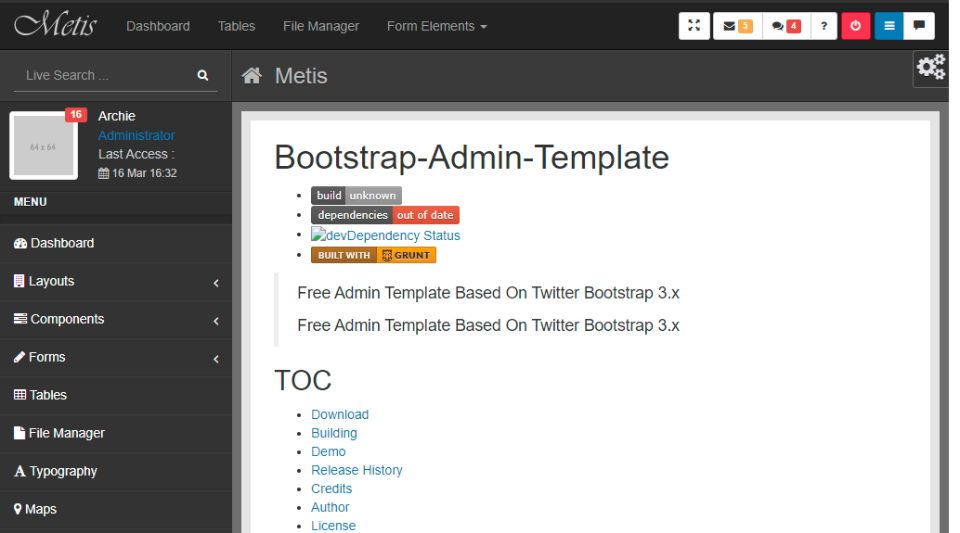 Metis Dashboard Tables File Manager Form Elements 5 4 ?
Live Search ... Metis
16 Archie
64 x 64 Administrator
Last Access :
16 Mar 16:32
MENU
Dashboard
Layouts
Components
Forms
Tables
File Manager
Typography
Maps
Bootstrap-Admin-Template
build unknown
dependencies out of date
devDependency Status
BUILT WITH GRUNT
Free Admin Template Based On Twitter Bootstrap 3.x
Free Admin Template Based On Twitter Bootstrap 3.x
TOC
Download
Building
Demo
Release History
Credits
Author
License